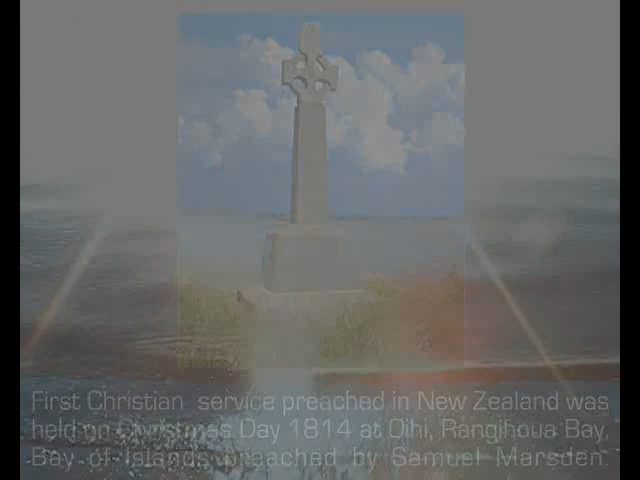 First Christian service preached in New Zealand was
held on Christmas Day 1814 at Oihi, Rangihoua Bay,
Bay of Islands preached by Samuel Marsden.